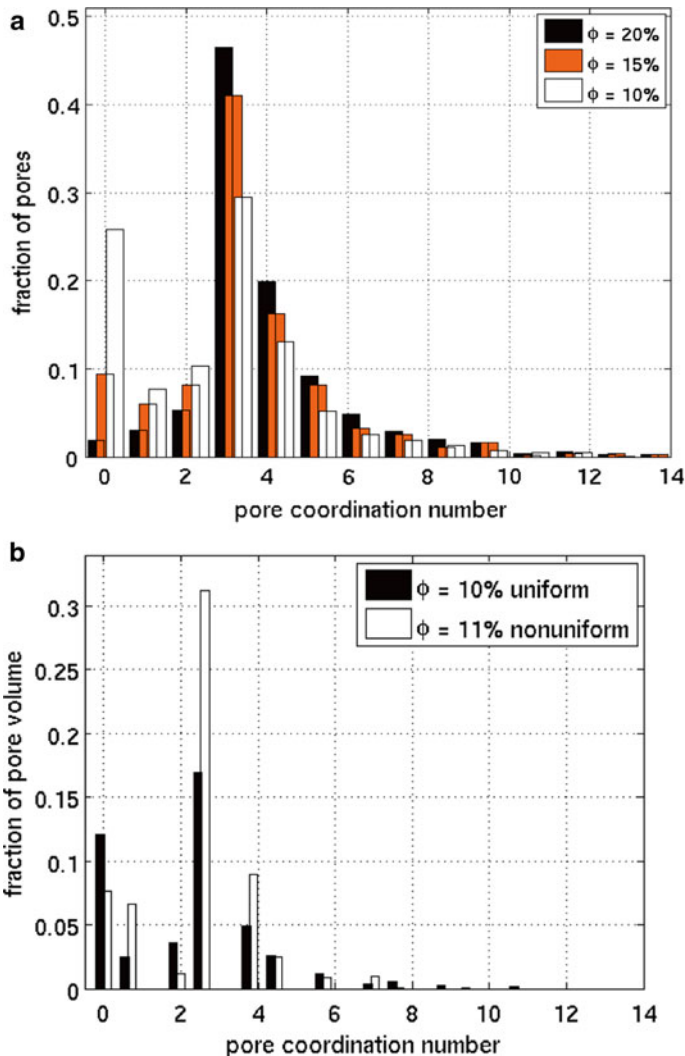 a
0.5
0.4
0.3
0.2
0.1
0
fraction of pores
ϕ = 20%
ϕ = 15%
ϕ = 10%
0 2 4 6 8 10 12 14
pore coordination number
b
0.3
0.25
0.2
0.15
0.1
0.05
0
fraction of pore volume
ϕ = 10% uniform
ϕ = 11% nonuniform
0 2 4 6 8 10 12 14
pore coordination number